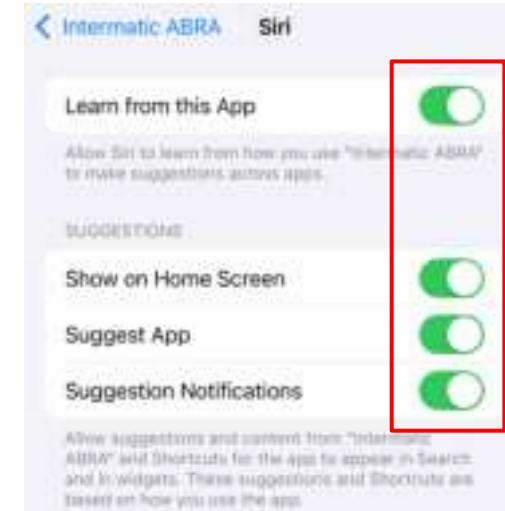 Intermatic ABRA Siri
Learn from this App
Allow Siri to learn from how you use "Intermatic ABRA"
to make suggestions across apps.
SUGGESTIONS
Show on Home Screen
Suggest App
Suggestion Notifications
Allow suggestions and content from "Intermatic
ABRA" and Shortcuts for the app to appear in Search
and in widgets. These suggestions and Shortcuts are
based on how you use the app.